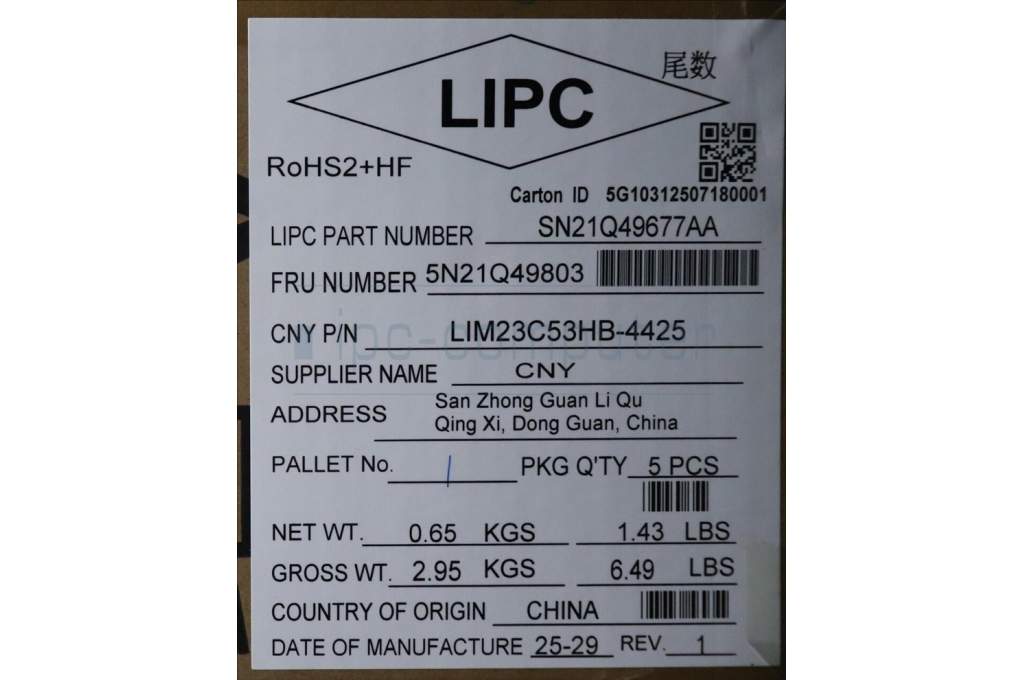 尾数
LIPC
RoHS2+HF
Carton ID 5G10312507180001
LIPC PART NUMBER SN21Q49677AA
FRU NUMBER 5N21Q49803
CNY P/N LIM23C53HB-4425
ipc-computer
SUPPLIER NAME CNY
ADDRESS San Zhong Guan Li Qu
Qing Xi, Dong Guan, China
PALLET No. 1 PKG Q'TY 5 PCS
NET WT. 0.65 KGS 1.43 LBS
GROSS WT. 2.95 KGS 6.49 LBS
COUNTRY OF ORIGIN CHINA
DATE OF MANUFACTURE 25-29 REV. 1